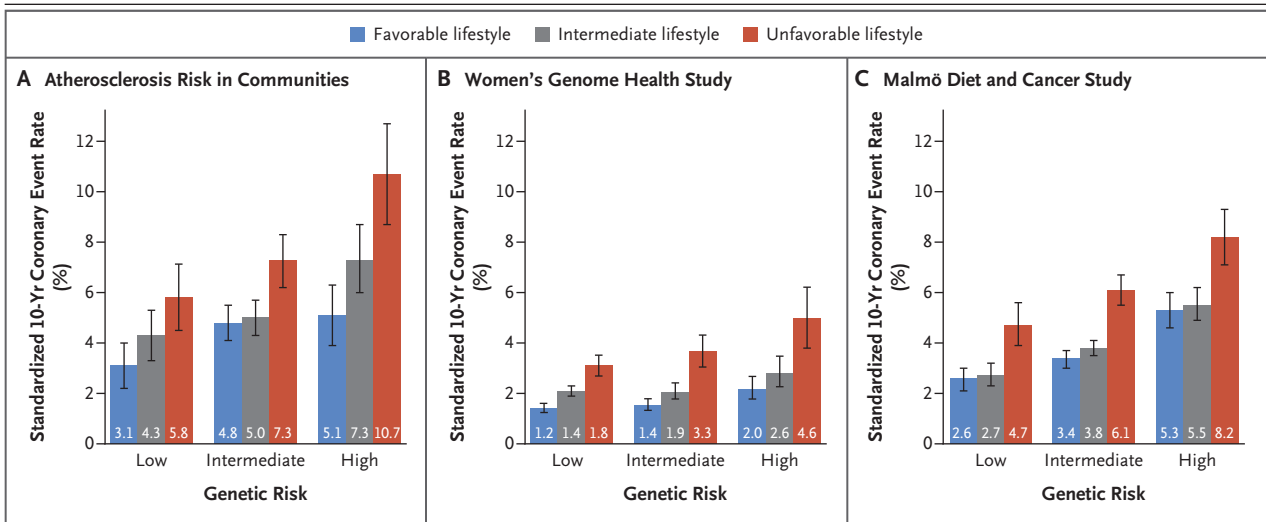 Favorable lifestyle Intermediate lifestyle Unfavorable lifestyle
A Atherosclerosis Risk in Communities
Standardized 10-Yr Coronary Event Rate
(%)
12
10
8
6
4
2
0
3.1 4.3 5.8 4.8 5.0 7.3 5.1 7.3 10.7
Low Intermediate High
Genetic Risk
B Women's Genome Health Study
Standardized 10-Yr Coronary Event Rate
(%)
12
10
8
6
4
2
0
1.2 1.4 1.8 1.4 1.9 3.3 2.0 2.6 4.6
Low Intermediate High
Genetic Risk
C Malmö Diet and Cancer Study
Standardized 10-Yr Coronary Event Rate
(%)
12
10
8
6
4
2
0
2.6 2.7 4.7 3.4 3.8 6.1 5.3 5.5 8.2
Low Intermediate High
Genetic Risk